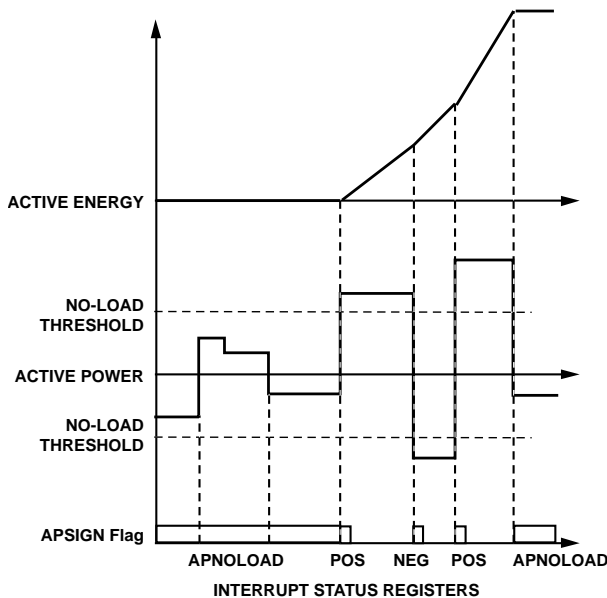 ACTIVE ENERGY
NO-LOAD
THRESHOLD
ACTIVE POWER
NO-LOAD
THRESHOLD
APSIGN Flag
APNOLOAD POS NEG POS APNOLOAD
INTERRUPT STATUS REGISTERS